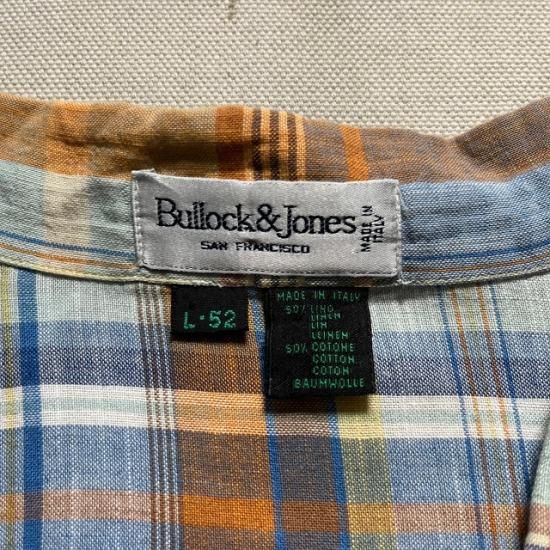 Bullock&Jones
SAN FRANCISCO
MADE IN
ITALY
L-52
MADE IN ITALY
50% LINO
LINEN
LIN
LEINEN
50% COTONE
COTTON
COTON
BAUMWOLLE